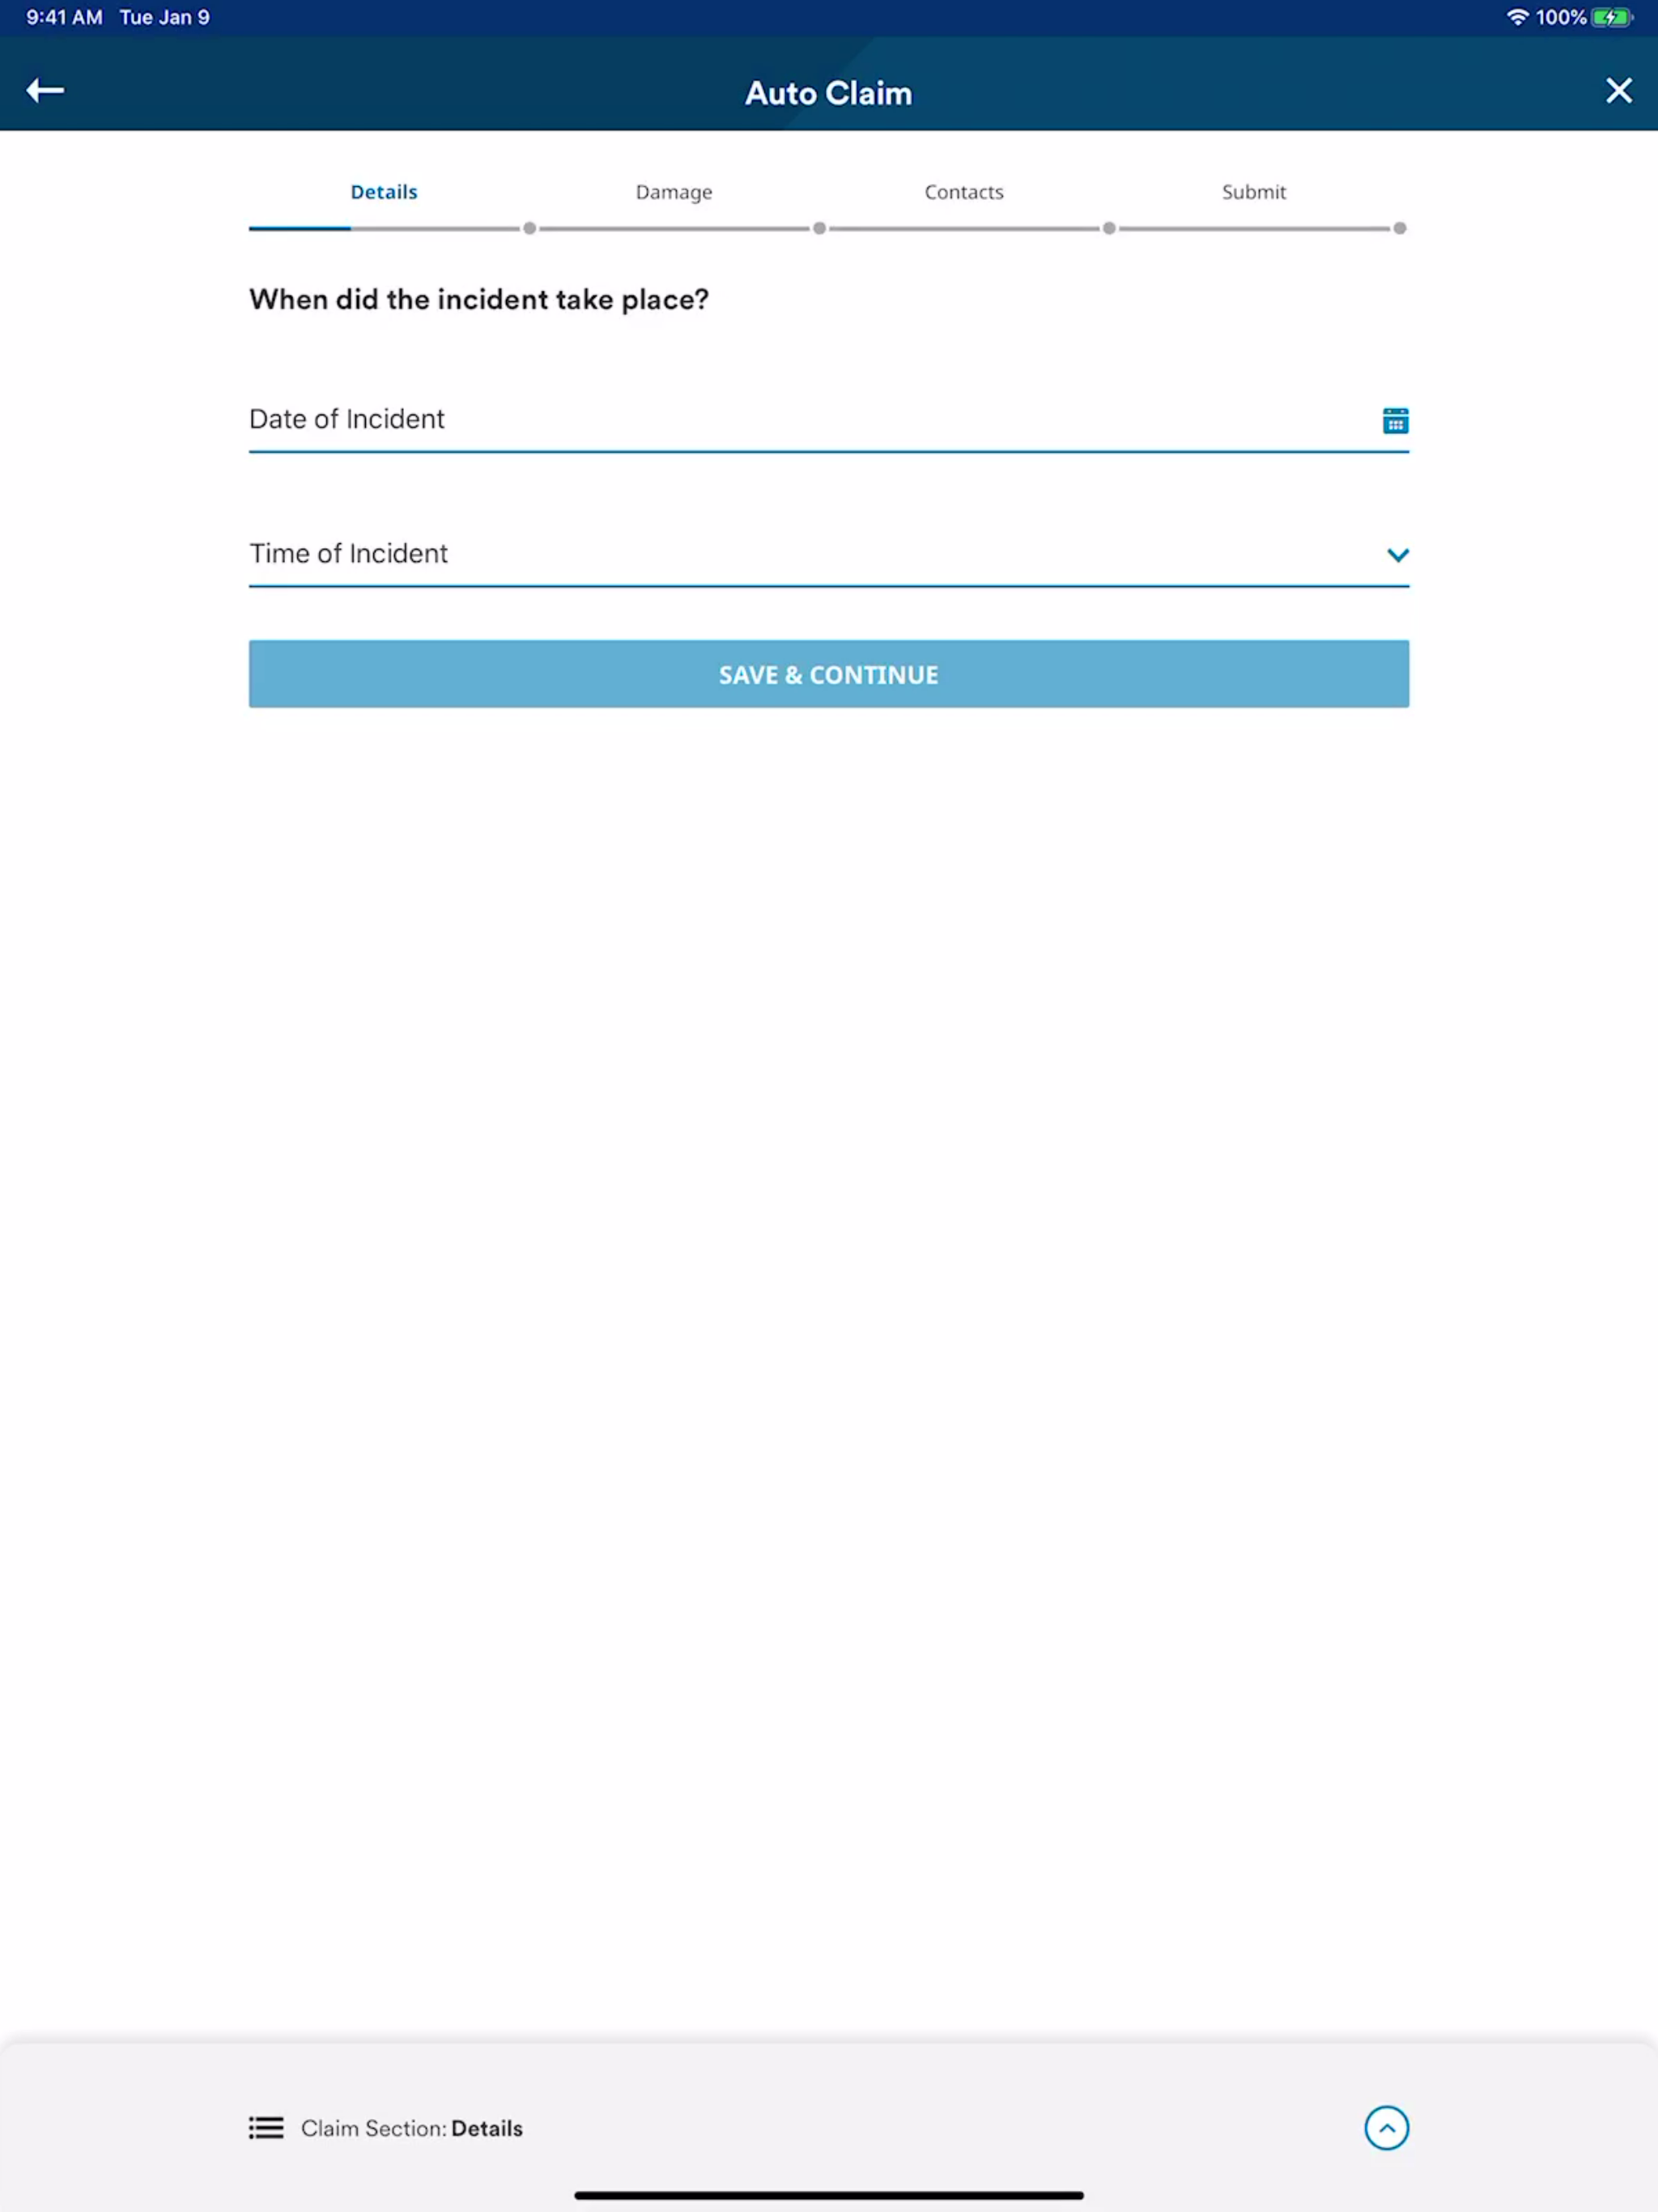 9:41 AM Tue Jan 9 100%
Auto Claim
Details Damage Contacts Submit
When did the incident take place?
Date of Incident
Time of Incident
SAVE & CONTINUE
Claim Section: Details